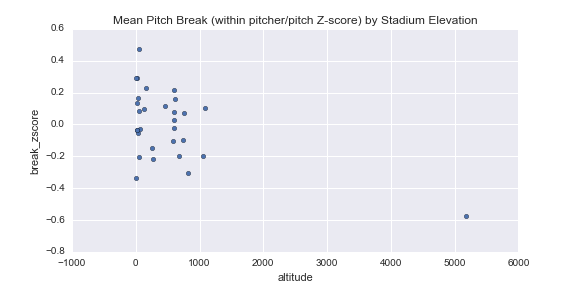 Mean Pitch Break (within pitcher/pitch Z-score) by Stadium Elevation
0.6
0.4
0.2
0.0
−0.2
−0.4
−0.6
−0.8
break_zscore
−1000 0 1000 2000 3000 4000 5000 6000
altitude